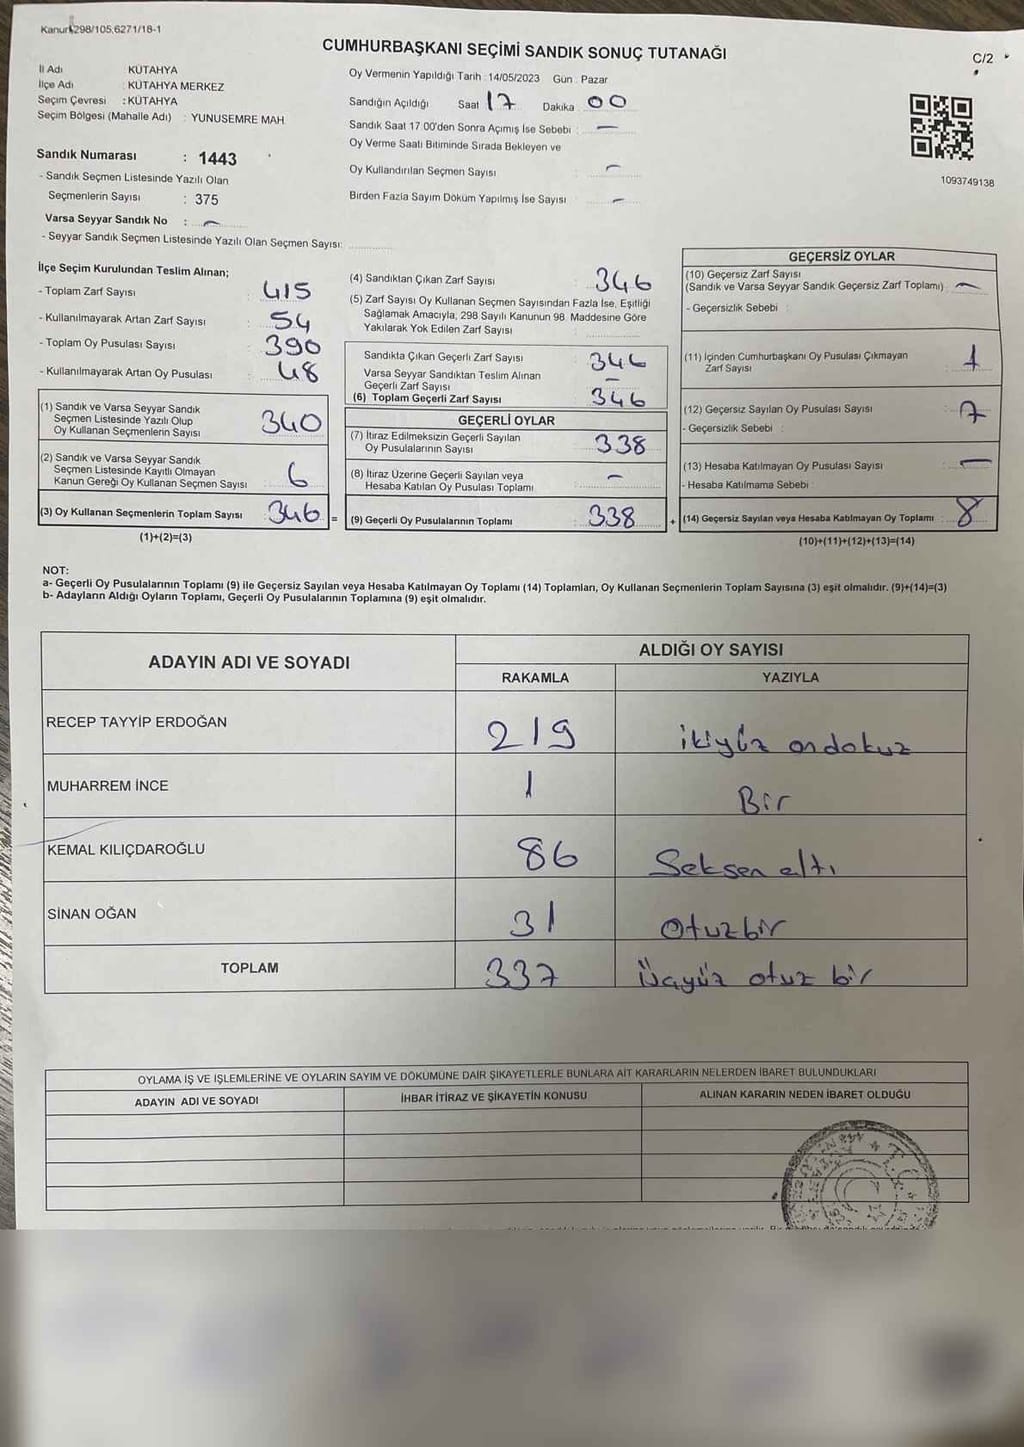 Kanun 298/105,6271/18-1
CUMHURBAŞKANI SEÇİMİ SANDIK SONUÇ TUTANAĞI
C/2
İl Adı KÜTAHYA
İlçe Adı : KÜTAHYA MERKEZ
Seçim Çevresi : KÜTAHYA
Seçim Bölgesi (Mahalle Adı) : YUNUSEMRE MAH.
Oy Vermenin Yapıldığı Tarih : 14/05/2023 Gün : Pazar
Sandığın Açıldığı Saat 17 Dakika 00
Sandık Saat 17.00'den Sonra Açımış İse Sebebi : —
Oy Verme Saati Bitiminde Sırada Bekleyen ve
Oy Kullandırılan Seçmen Sayısı : —
Birden Fazla Sayım Döküm Yapılmış İse Sayısı —
1093749138
Sandık Numarası : 1443
- Sandık Seçmen Listesinde Yazılı Olan
Seçmenlerin Sayısı : 375
Varsa Seyyar Sandık No : —
- Seyyar Sandık Seçmen Listesinde Yazılı Olan Seçmen Sayısı:
İlçe Seçim Kurulundan Teslim Alınan;
- Toplam Zarf Sayısı : 415
- Kullanılmayarak Artan Zarf Sayısı : 54
- Toplam Oy Pusulası Sayısı : 390
- Kullanılmayarak Artan Oy Pusulası : 48
(1) Sandık ve Varsa Seyyar Sandık
Seçmen Listesinde Yazılı Olup
Oy Kullanan Seçmenlerin Sayısı 340
(2) Sandık ve Varsa Seyyar Sandık
Seçmen Listesinde Kayıtlı Olmayan
Kanun Gereği Oy Kullanan Seçmen Sayısı 6
(3) Oy Kullanan Seçmenlerin Toplam Sayısı : 346 =
(1)+(2)=(3)
(4) Sandıktan Çıkan Zarf Sayısı : 346
(5) Zarf Sayısı Oy Kullanan Seçmen Sayısından Fazla İse, Eşitliği
Sağlamak Amacıyla, 298 Sayılı Kanunun 98. Maddesine Göre
Yakılarak Yok Edilen Zarf Sayısı :
Sandıkta Çıkan Geçerli Zarf Sayısı : 346
Varsa Seyyar Sandıktan Teslim Alınan
Geçerli Zarf Sayısı : —
(6) Toplam Geçerli Zarf Sayısı : 346
GEÇERLİ OYLAR
(7) İtiraz Edilmeksizin Geçerli Sayılan
Oy Pusulalarının Sayısı : 338
(8) İtiraz Üzerine Geçerli Sayılan veya
Hesaba Katılan Oy Pusulası Toplamı : —
(9) Geçerli Oy Pusulalarının Toplamı : 338 +
GEÇERSİZ OYLAR
(10) Geçersiz Zarf Sayısı
(Sandık ve Varsa Seyyar Sandık Geçersiz Zarf Toplamı) : —
- Geçersizlik Sebebi :
(11) İçinden Cumhurbaşkanı Oy Pusulası Çıkmayan
Zarf Sayısı : 1
(12) Geçersiz Sayılan Oy Pusulası Sayısı : 7
- Geçersizlik Sebebi :
(13) Hesaba Katılmayan Oy Pusulası Sayısı : —
- Hesaba Katılmama Sebebi :
(14) Geçersiz Sayılan veya Hesaba Katılmayan Oy Toplamı : 8
(10)+(11)+(12)+(13)=(14)
NOT:
a- Geçerli Oy Pusulalarının Toplamı (9) ile Geçersiz Sayılan veya Hesaba Katılmayan Oy Toplamı (14) Toplamları, Oy Kullanan Seçmenlerin Toplam Sayısına (3) eşit olmalıdır. (9)+(14)=(3)
b- Adayların Aldığı Oyların Toplamı, Geçerli Oy Pusulalarının Toplamına (9) eşit olmalıdır.
ADAYIN ADI VE SOYADI ALDIĞI OY SAYISI
RAKAMLA YAZIYLA
RECEP TAYYİP ERDOĞAN 219 ikiyüz ondokuz
MUHARREM İNCE 1 Bir
KEMAL KILIÇDAROĞLU 86 Seksen altı
SİNAN OĞAN 31 Otuzbir
TOPLAM 337 Üçyüz otuz bir
OYLAMA İŞ VE İŞLEMLERİNE VE OYLARIN SAYIM VE DÖKÜMÜNE DAİR ŞİKAYETLERLE BUNLARA AİT KARARLARIN NELERDEN İBARET BULUNDUKLARI
ADAYIN ADI VE SOYADI İHBAR İTİRAZ VE ŞİKAYETİN KONUSU ALINAN KARARIN NEDEN İBARET OLDUĞU
T.C.